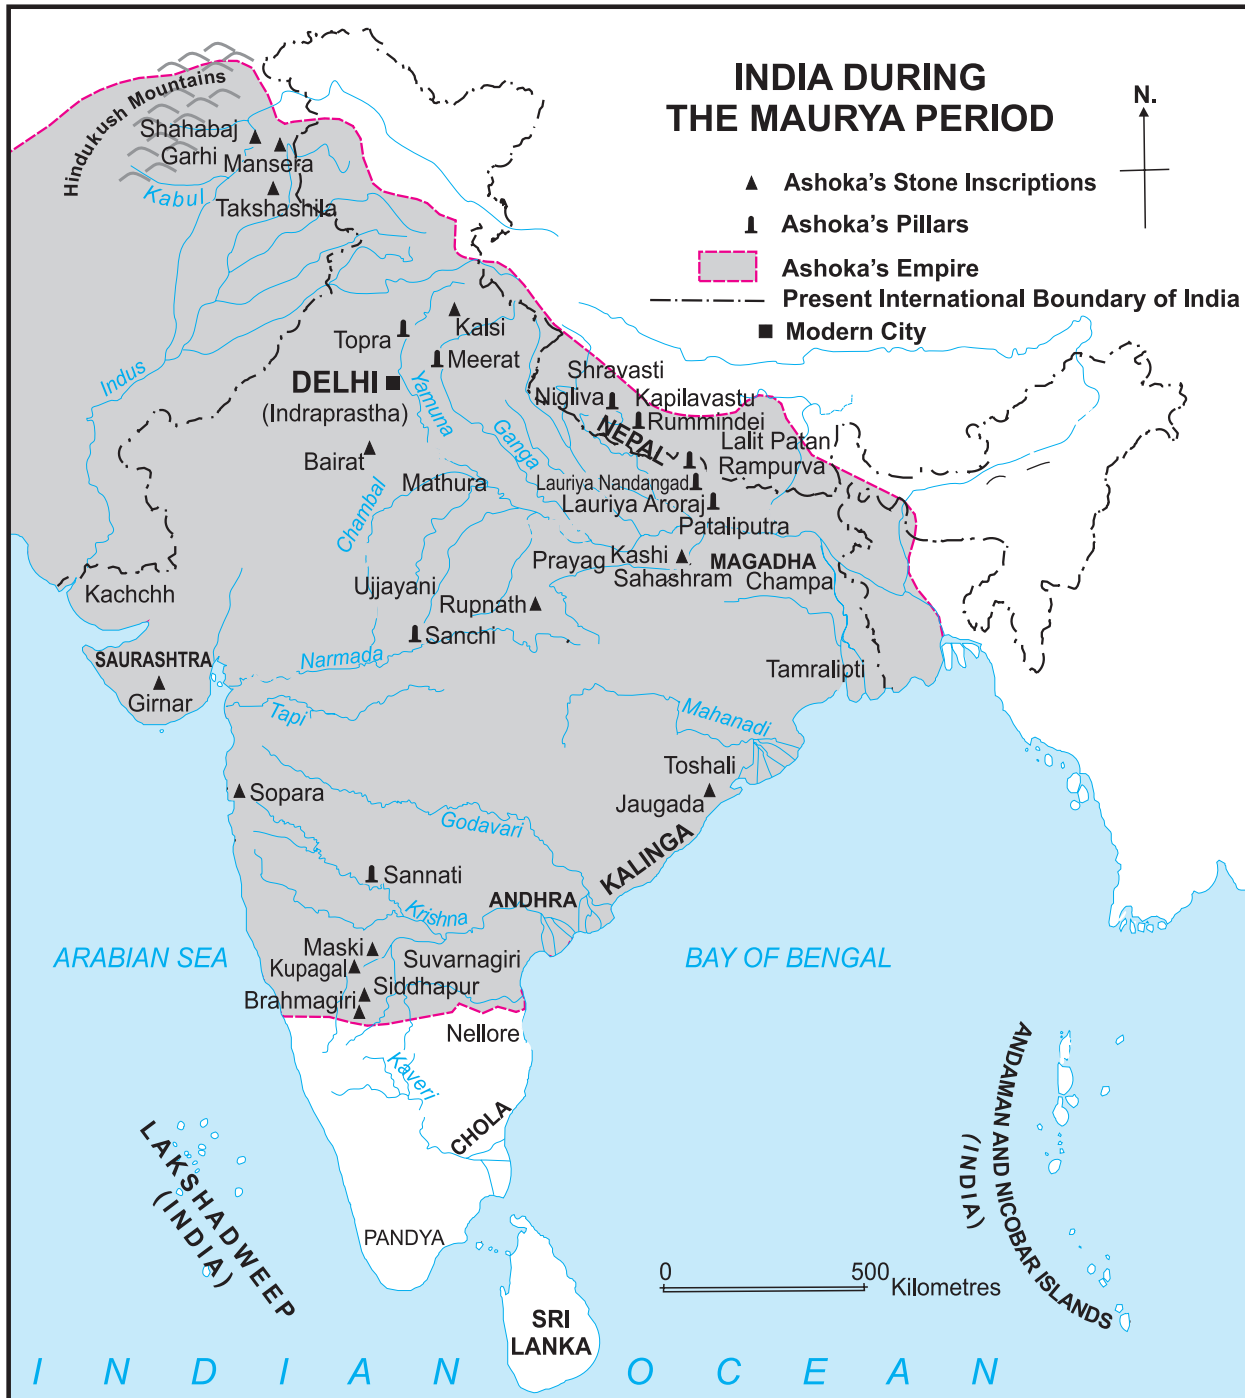 INDIA DURING
THE MAURYA PERIOD
N.
Ashoka's Stone Inscriptions
Ashoka's Pillars
Ashoka's Empire
Present International Boundary of India
Modern City
Hindukush Mountains
Shahabaj
Garhi
Mansera
Kabul
Takshashila
Indus
Topra
Kalsi
Meerat
DELHI
(Indraprastha)
Yamuna
Ganga
Shravasti
Nigliva
Kapilavastu
Rummindei
NEPAL
Lalit Patan
Rampurva
Bairat
Chambal
Mathura
Lauriya Nandangad
Lauriya Aroraj
Pataliputra
Prayag
Kashi
MAGADHA
Sahashram
Champa
Kachchh
Ujjayani
Rupnath
Sanchi
SAURASHTRA
Narmada
Girnar
Tapi
Tamralipti
Mahanadi
Toshali
Jaugada
Sopara
Godavari
KALINGA
Sannati
ANDHRA
Krishna
ARABIAN SEA
BAY OF BENGAL
Maski
Suvarnagiri
Kupagal
Siddhapur
Brahmagiri
Nellore
Kaveri
CHOLA
LAKSHADWEEP
(INDIA)
ANDAMAN AND NICOBAR ISLANDS
(INDIA)
PANDYA
0 500
Kilometres
SRI
LANKA
INDIAN OCEAN